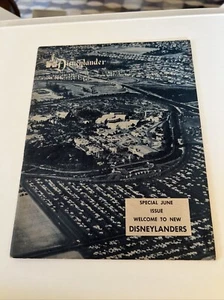 Disneylander
SPECIAL JUNE
ISSUE
WELCOME TO NEW
DISNEYLANDERS